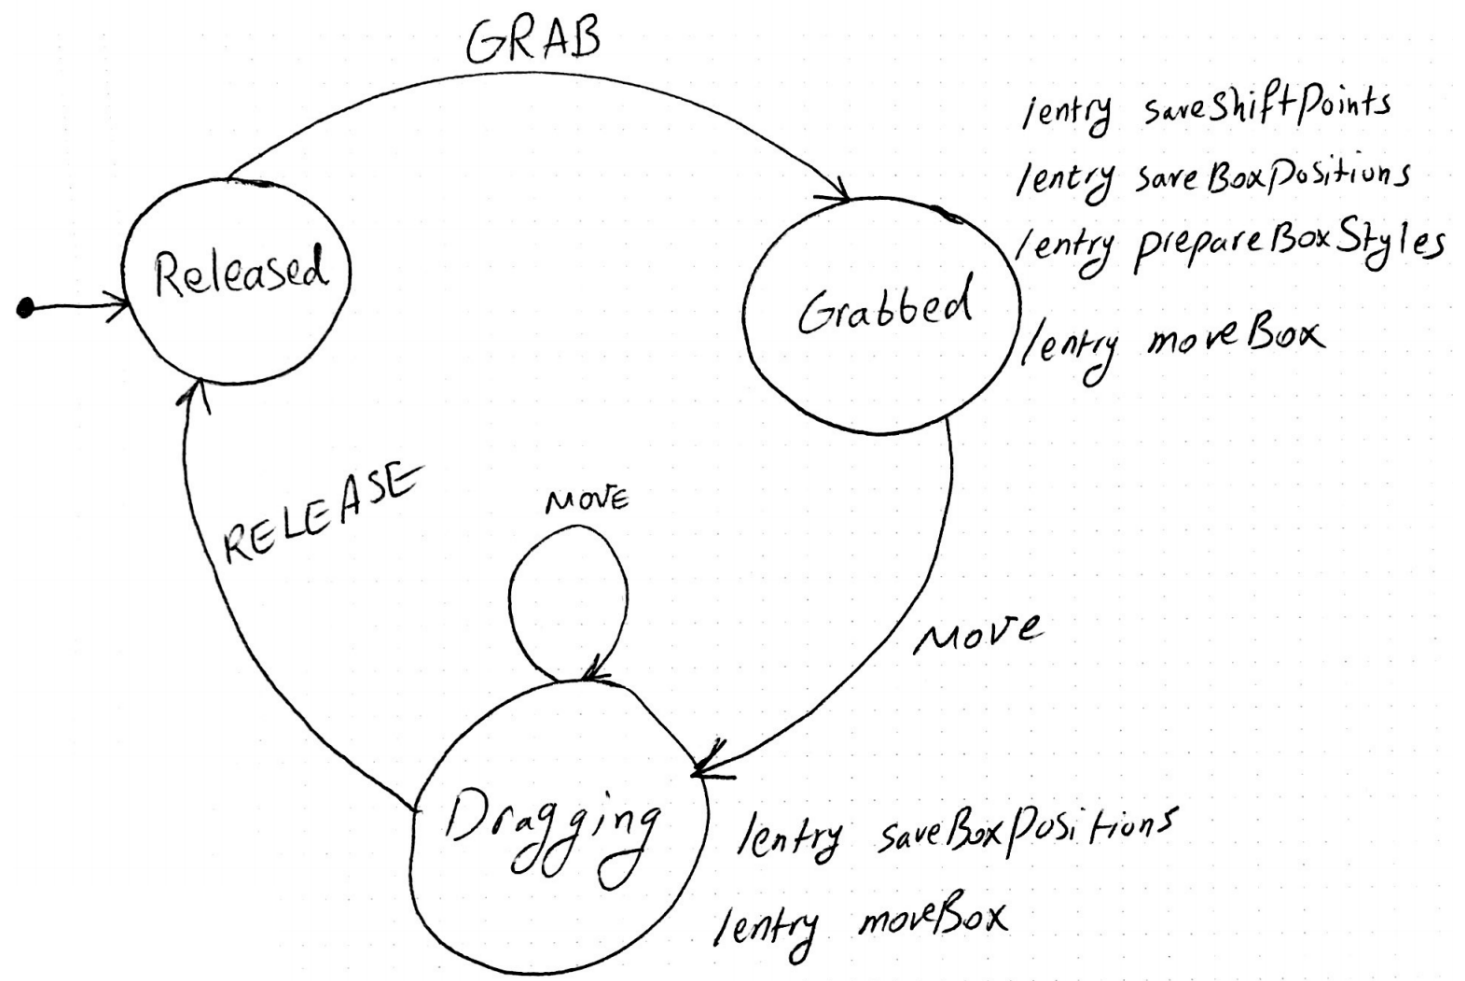 GRAB
/entry saveShiftPoints
/entry saveBoxPositions
/entry prepareBoxStyles
Released
Grabbed
/entry moveBox
RELEASE
MOVE
MOVE
Dragging
/entry saveBoxPositions
/entry moveBox